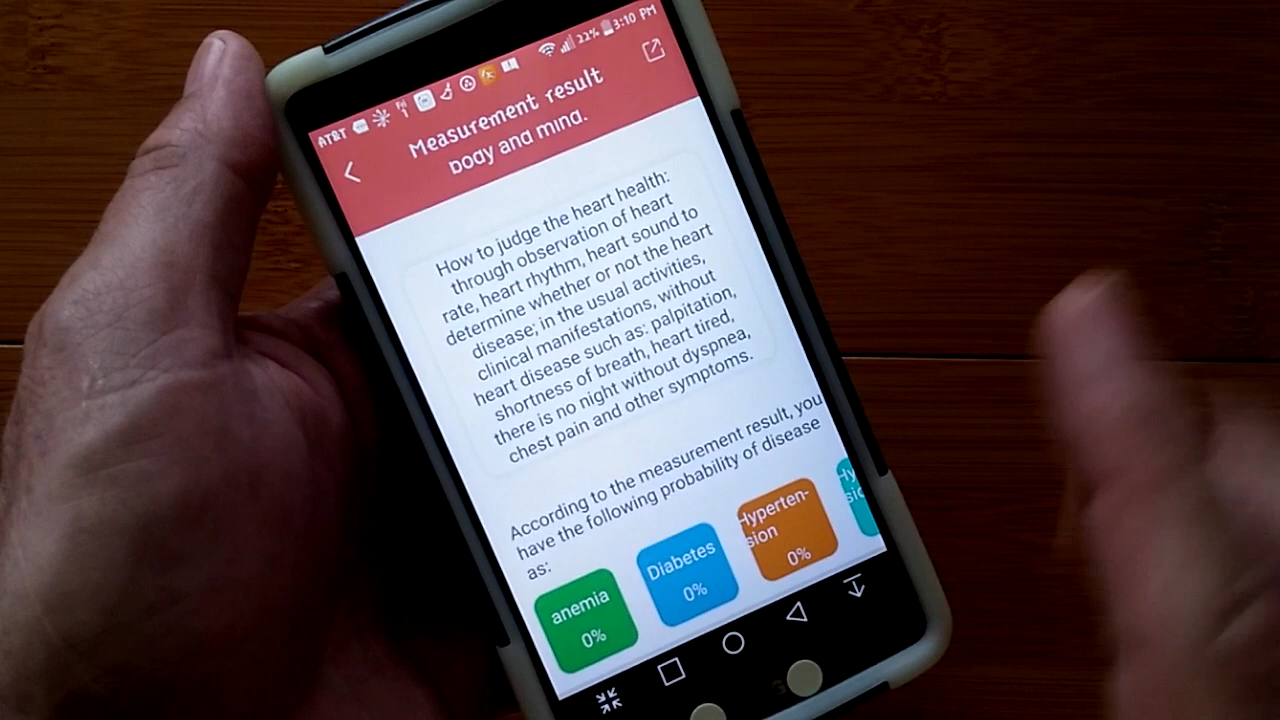 AT&T
Fri
1
22%
3:10 PM
Measurement result
body and mind.
How to judge the heart health:
through observation of heart
rate, heart rhythm, heart sound to
determine whether or not the heart
disease; in the usual activities,
clinical manifestations, without
heart disease such as: palpitation,
shortness of breath, heart tired,
there is no night without dyspnea,
chest pain and other symptoms.
According to the measurement result, you
have the following probability of disease
as:
anemia
0%
Diabetes
0%
Hyperten-
sion
0%
Hy
sio